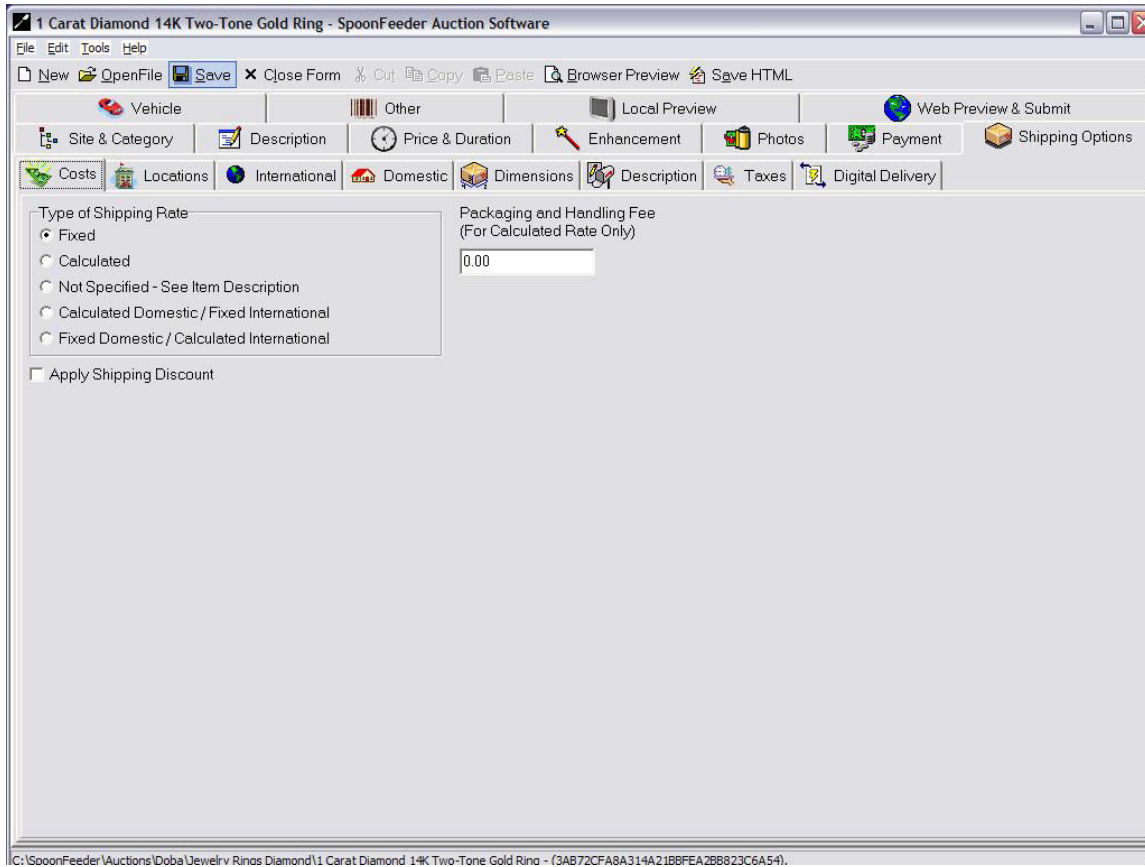 1 Carat Diamond 14K Two-Tone Gold Ring - SpoonFeeder Auction Software
File Edit Tools Help
New OpenFile Save Close Form Cut Copy Paste Browser Preview Save HTML
Vehicle Other Local Preview Web Preview & Submit
Site & Category Description Price & Duration Enhancement Photos Payment Shipping Options
Costs Locations International Domestic Dimensions Description Taxes Digital Delivery
Type of Shipping Rate
Fixed
Calculated
Not Specified - See Item Description
Calculated Domestic / Fixed International
Fixed Domestic / Calculated International
Apply Shipping Discount
Packaging and Handling Fee
(For Calculated Rate Only)
0.00
C:\SpoonFeeder\Auctions\Doba\Jewelry Rings Diamond\1 Carat Diamond 14K Two-Tone Gold Ring - (3AB72CFA8A314A21BBFEA2BB823C6A54).